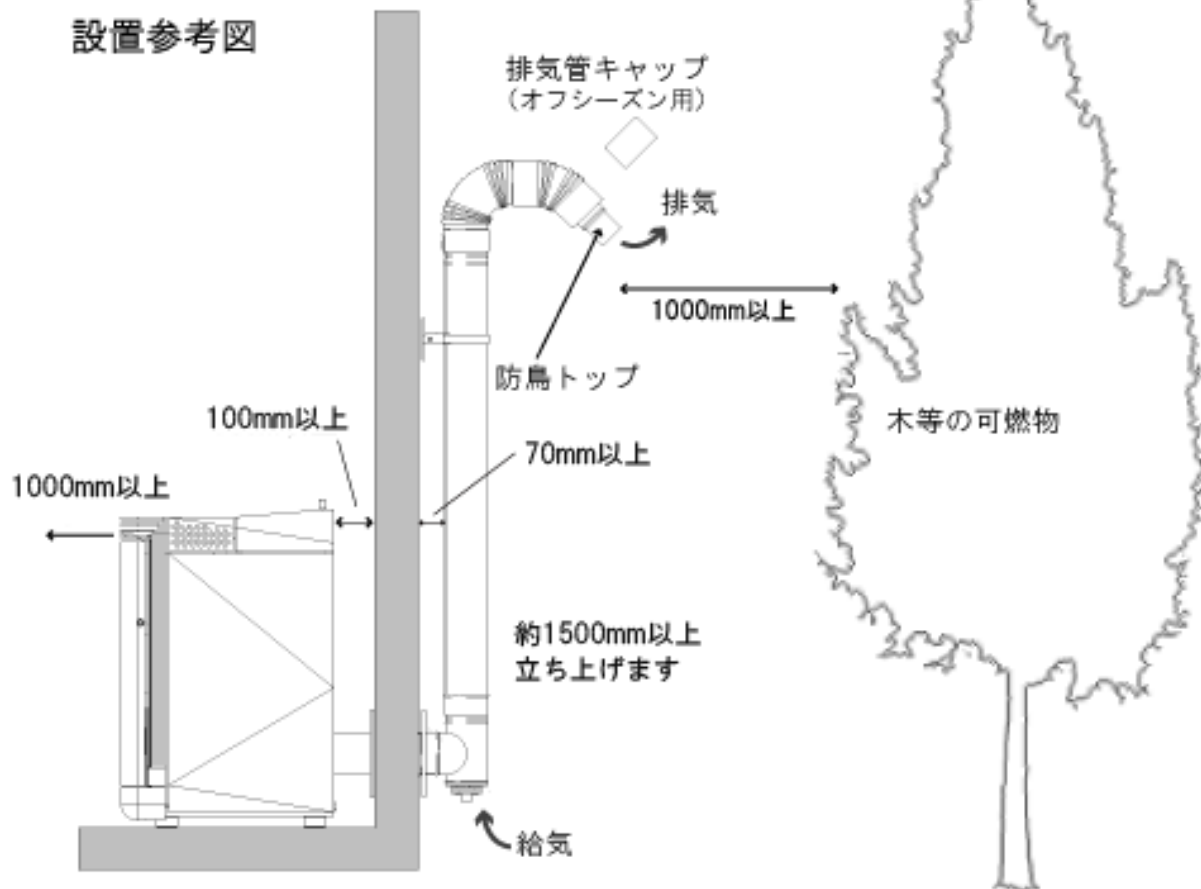 設置参考図
排気管キャップ
(オフシーズン用)
排気
1000mm以上
防鳥トップ
木等の可燃物
100mm以上
70mm以上
1000mm以上
約1500mm以上
立ち上げます
給気